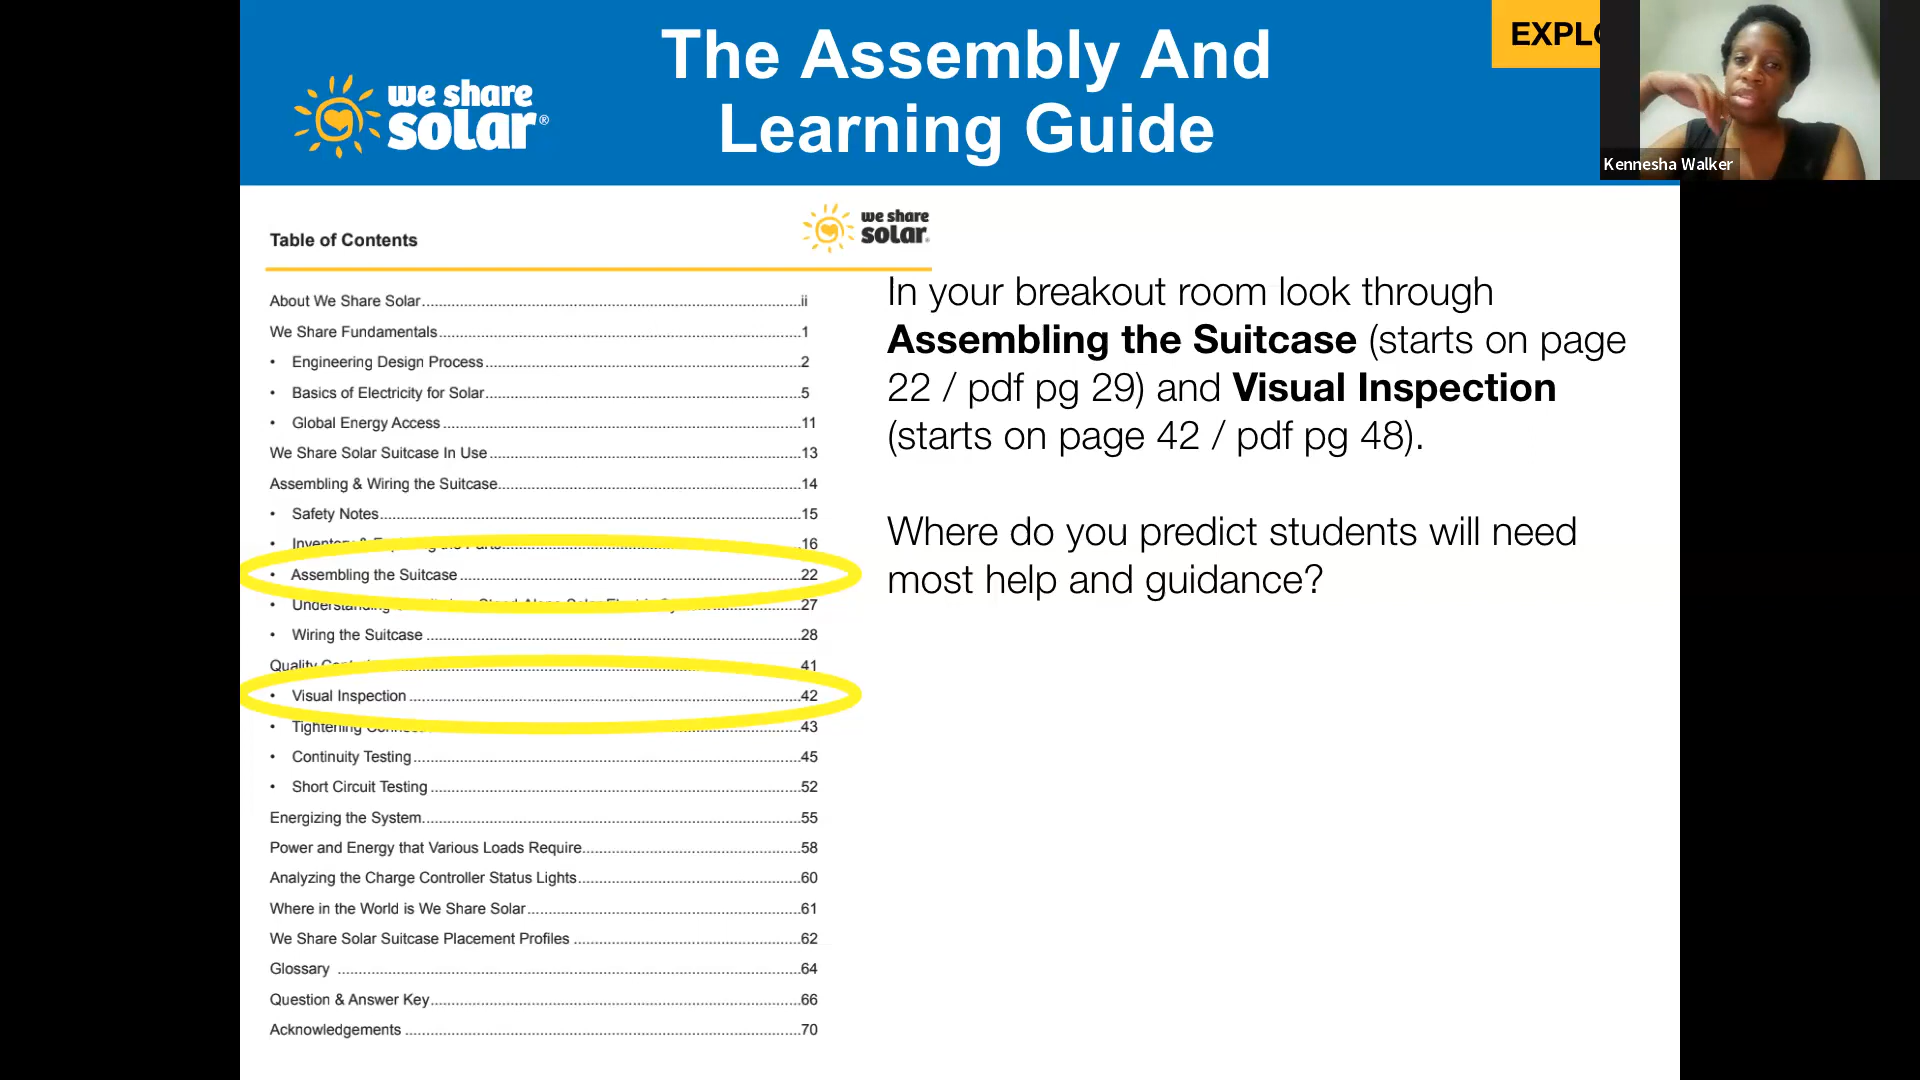 The Assembly And
Learning Guide
we share
solar®
Kennesha Walker
we share
solar
Table of Contents
About We Share Solar ii
We Share Fundamentals 1
• Engineering Design Process 2
• Basics of Electricity for Solar 5
• Global Energy Access 11
We Share Solar Suitcase In Use 13
Assembling & Wiring the Suitcase 14
• Safety Notes 15
• 16
• Assembling the Suitcase 22
• 27
• Wiring the Suitcase 28
Quality 41
• Visual Inspection 42
• Tightening 43
• Continuity Testing 45
• Short Circuit Testing 52
Energizing the System 55
Power and Energy that Various Loads Require 58
Analyzing the Charge Controller Status Lights 60
Where in the World is We Share Solar 61
We Share Solar Suitcase Placement Profiles 62
Glossary 64
Question & Answer Key 66
Acknowledgements 70
In your breakout room look through
Assembling the Suitcase (starts on page
22 / pdf pg 29) and Visual Inspection
(starts on page 42 / pdf pg 48).
Where do you predict students will need
most help and guidance?